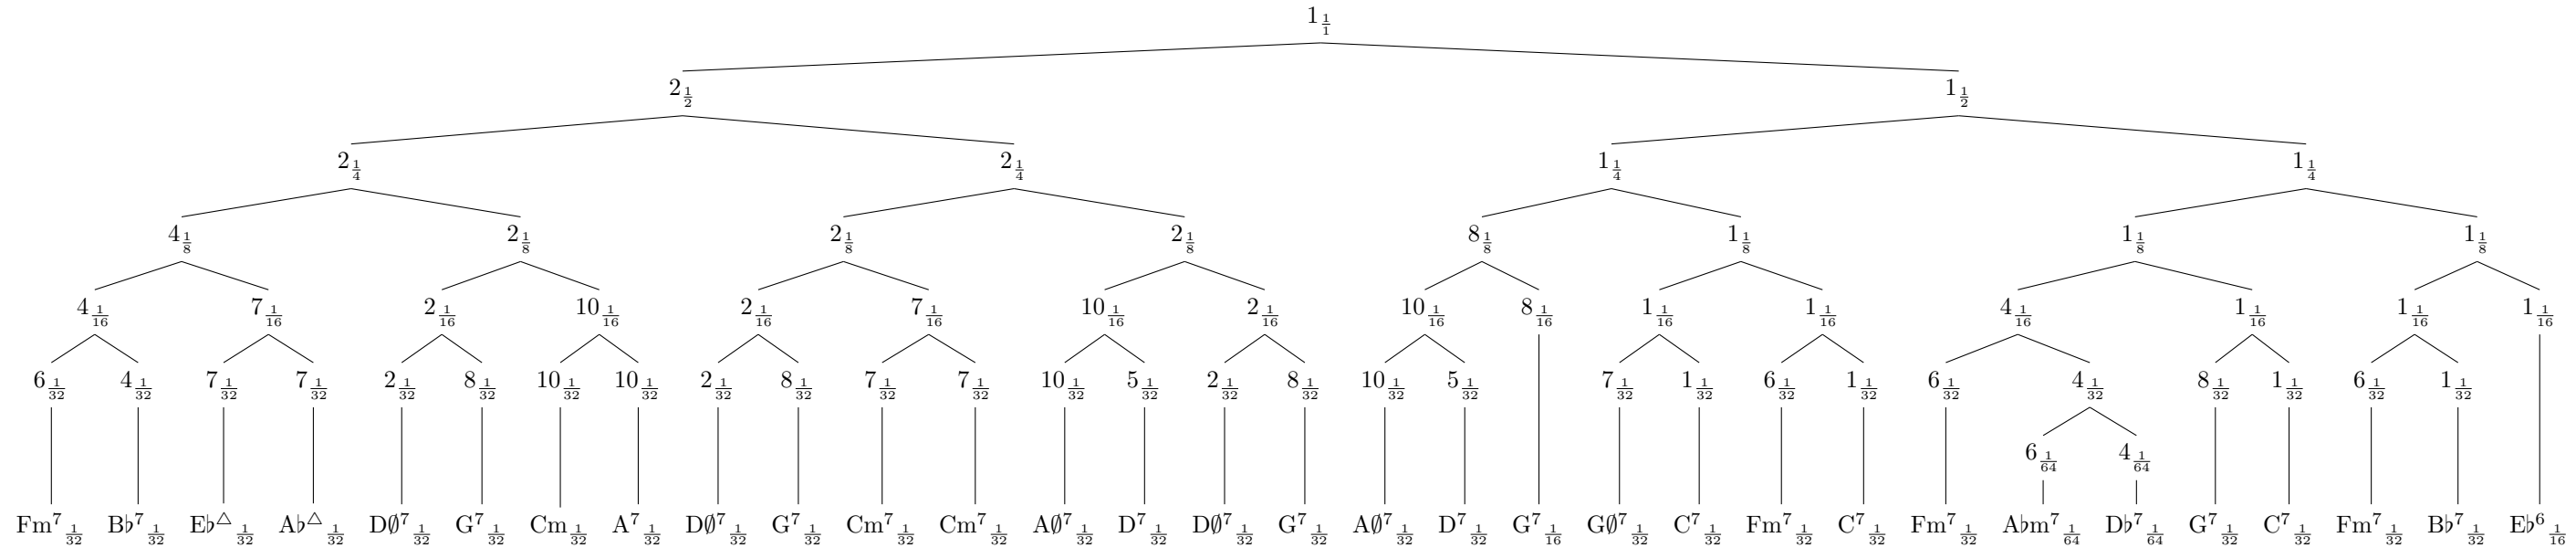 1 1/1
2 1/2 1 1/2
2 1/4 2 1/4 1 1/4 1 1/4
4 1/8 2 1/8 2 1/8 2 1/8 8 1/8 1 1/8 1 1/8 1 1/8
4 1/16 7 1/16 2 1/16 10 1/16 2 1/16 7 1/16 10 1/16 2 1/16 10 1/16 8 1/16 1 1/16 1 1/16 4 1/16 1 1/16 1 1/16 1 1/16
6 1/32 4 1/32 7 1/32 7 1/32 2 1/32 8 1/32 10 1/32 10 1/32 2 1/32 8 1/32 7 1/32 7 1/32 10 1/32 5 1/32 2 1/32 8 1/32 10 1/32 5 1/32 7 1/32 1 1/32 6 1/32 1 1/32 6 1/32 4 1/32 8 1/32 1 1/32 6 1/32 1 1/32
6 1/64 4 1/64
Fm⁷ 1/32 B♭⁷ 1/32 E♭△ 1/32 A♭△ 1/32 D∅⁷ 1/32 G⁷ 1/32 Cm 1/32 A⁷ 1/32 D∅⁷ 1/32 G⁷ 1/32 Cm⁷ 1/32 Cm⁷ 1/32 A∅⁷ 1/32 D⁷ 1/32 D∅⁷ 1/32 G⁷ 1/32 A∅⁷ 1/32 D⁷ 1/32 G⁷ 1/16 G∅⁷ 1/32 C⁷ 1/32 Fm⁷ 1/32 C⁷ 1/32 Fm⁷ 1/32 A♭m⁷ 1/64 D♭⁷ 1/64 G⁷ 1/32 C⁷ 1/32 Fm⁷ 1/32 B♭⁷ 1/32 E♭⁶ 1/16